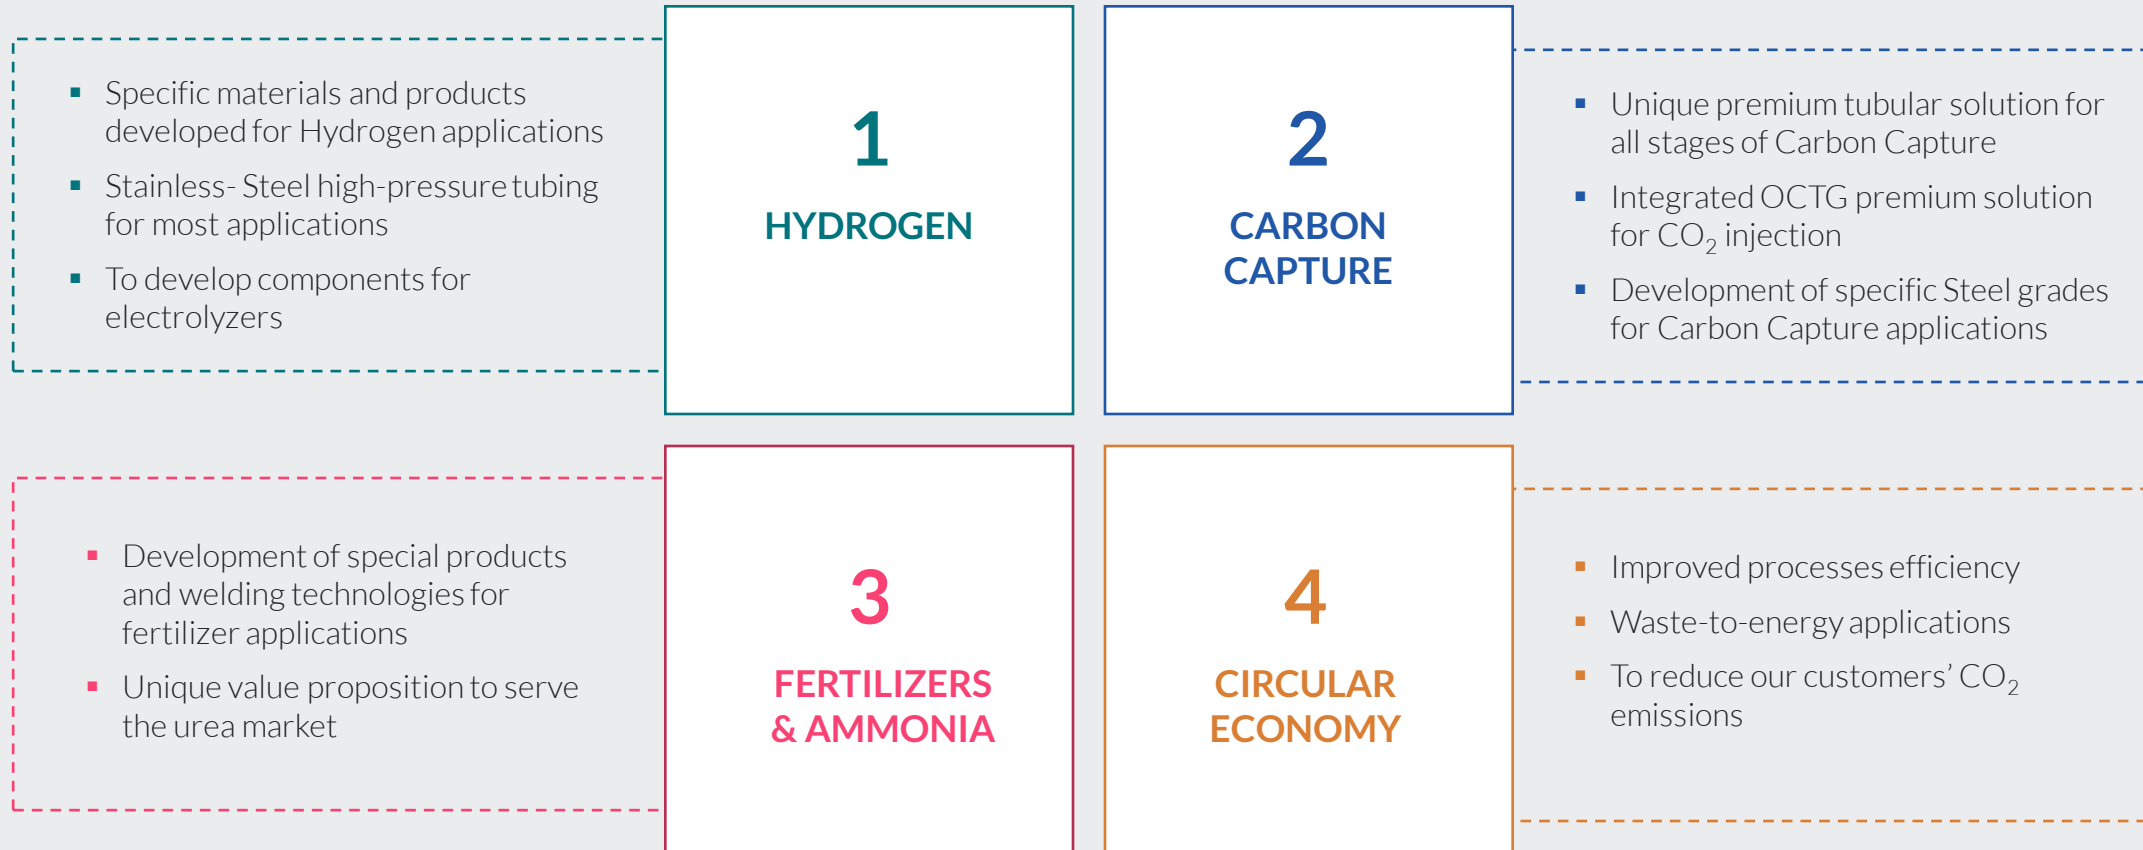 ▪ Specific materials and products
developed for Hydrogen applications
▪ Stainless- Steel high-pressure tubing
for most applications
▪ To develop components for
electrolyzers
1
HYDROGEN
2
CARBON
CAPTURE
▪ Unique premium tubular solution for
all stages of Carbon Capture
▪ Integrated OCTG premium solution
for CO₂ injection
▪ Development of specific Steel grades
for Carbon Capture applications
▪ Development of special products
and welding technologies for
fertilizer applications
▪ Unique value proposition to serve
the urea market
3
FERTILIZERS
& AMMONIA
4
CIRCULAR
ECONOMY
▪ Improved processes efficiency
▪ Waste-to-energy applications
▪ To reduce our customers’ CO₂
emissions